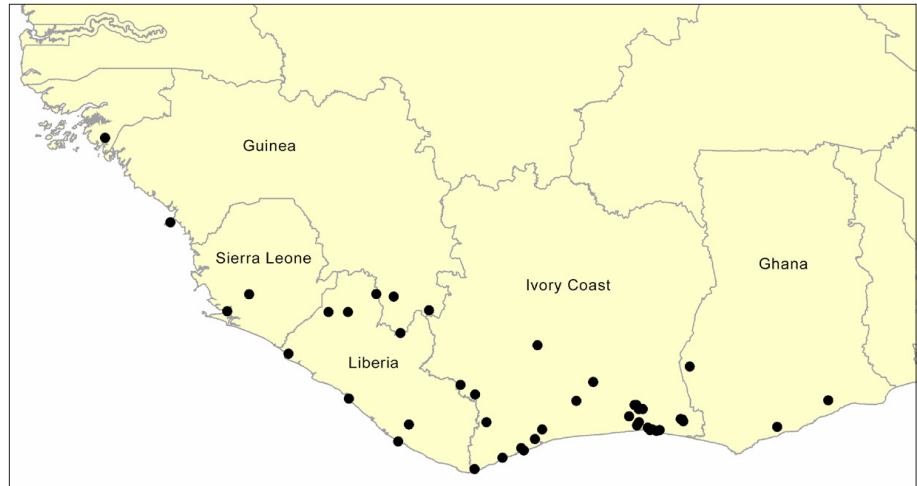 Guinea
Sierra Leone
Ghana
Ivory Coast
Liberia